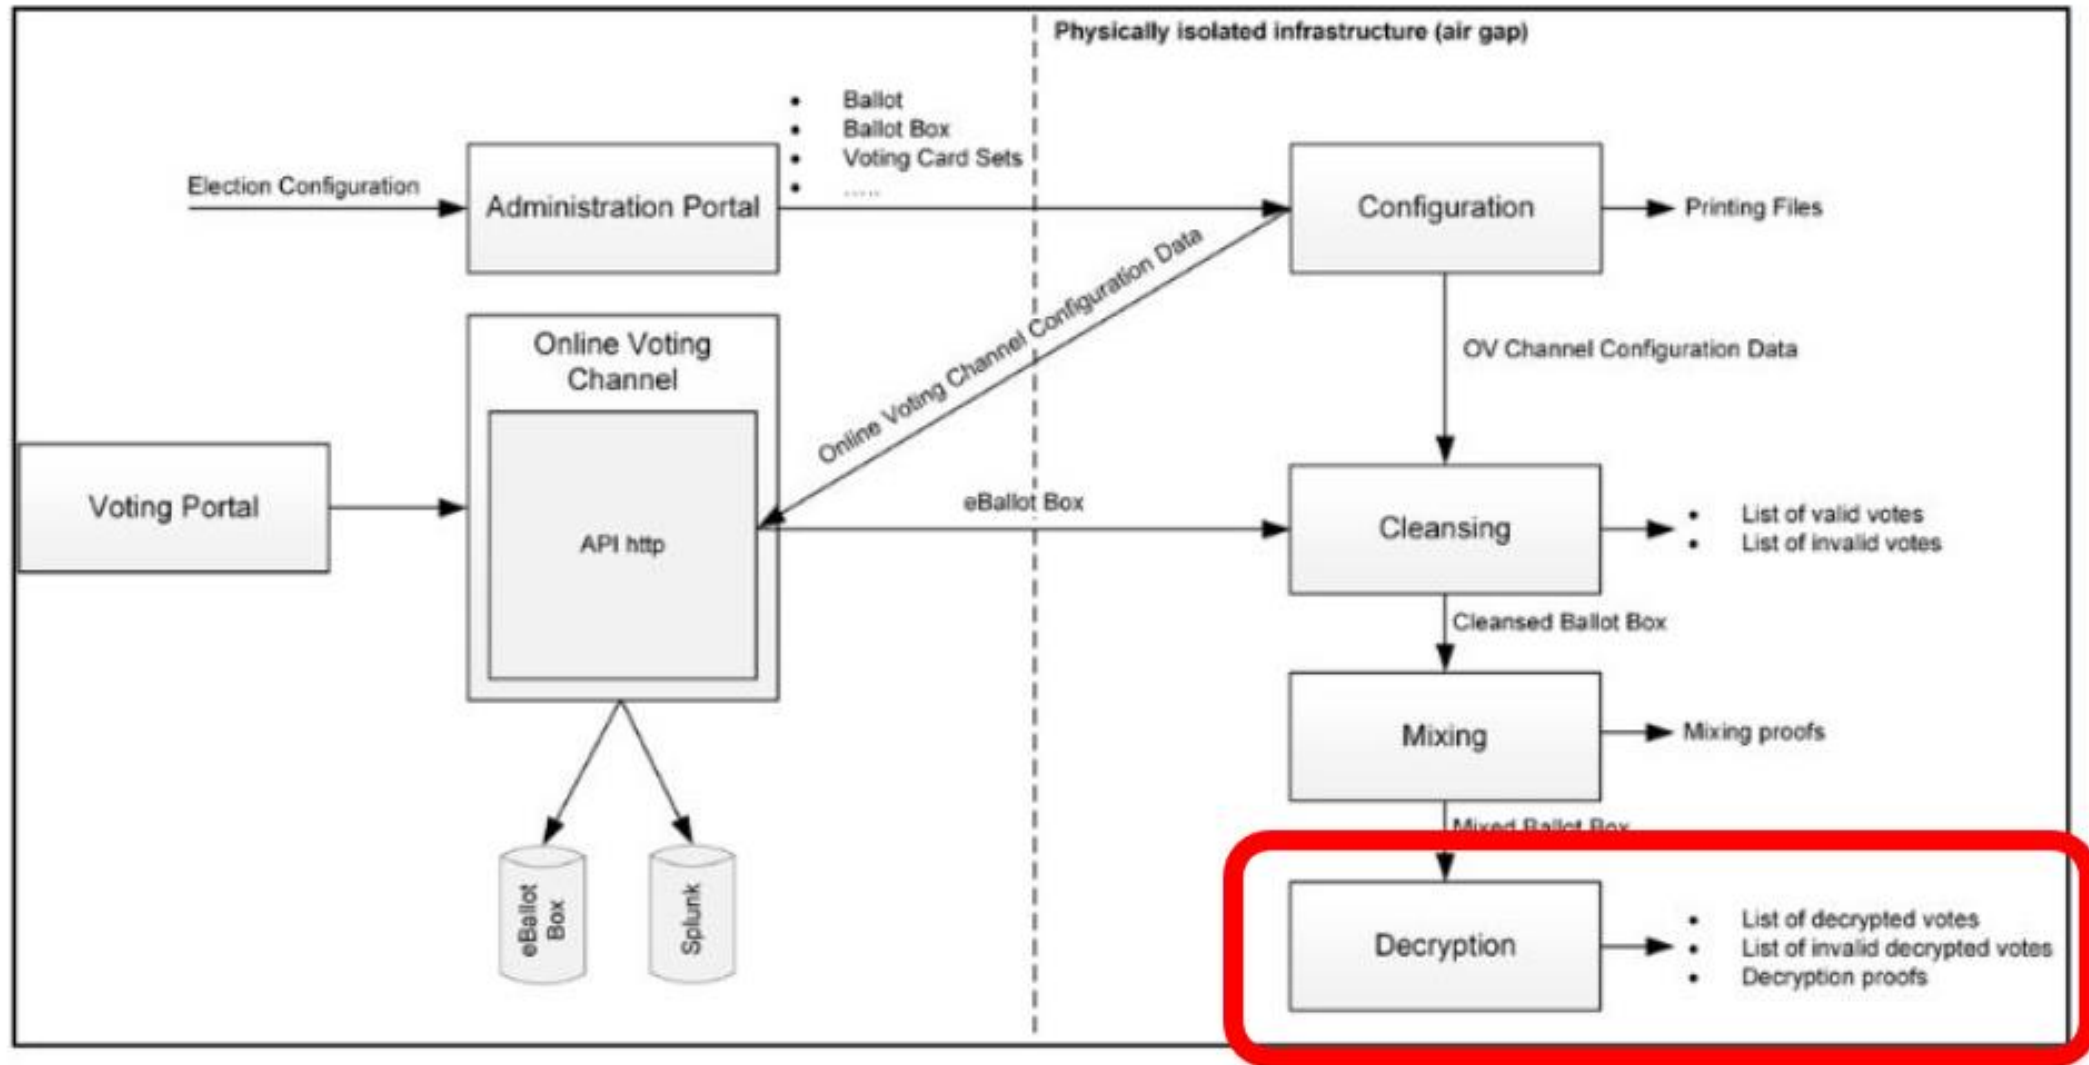 Physically isolated infrastructure (air gap)
Ballot
Ballot Box
Voting Card Sets
.....
Election Configuration
Administration Portal
Configuration
Printing Files
Online Voting Channel Configuration Data
Online Voting
Channel
OV Channel Configuration Data
Voting Portal
API http
eBallot Box
Cleansing
List of valid votes
List of invalid votes
Cleansed Ballot Box
Mixing
Mixing proofs
Mixed Ballot Box
eBallot
Box
Splunk
Decryption
List of decrypted votes
List of invalid decrypted votes
Decryption proofs